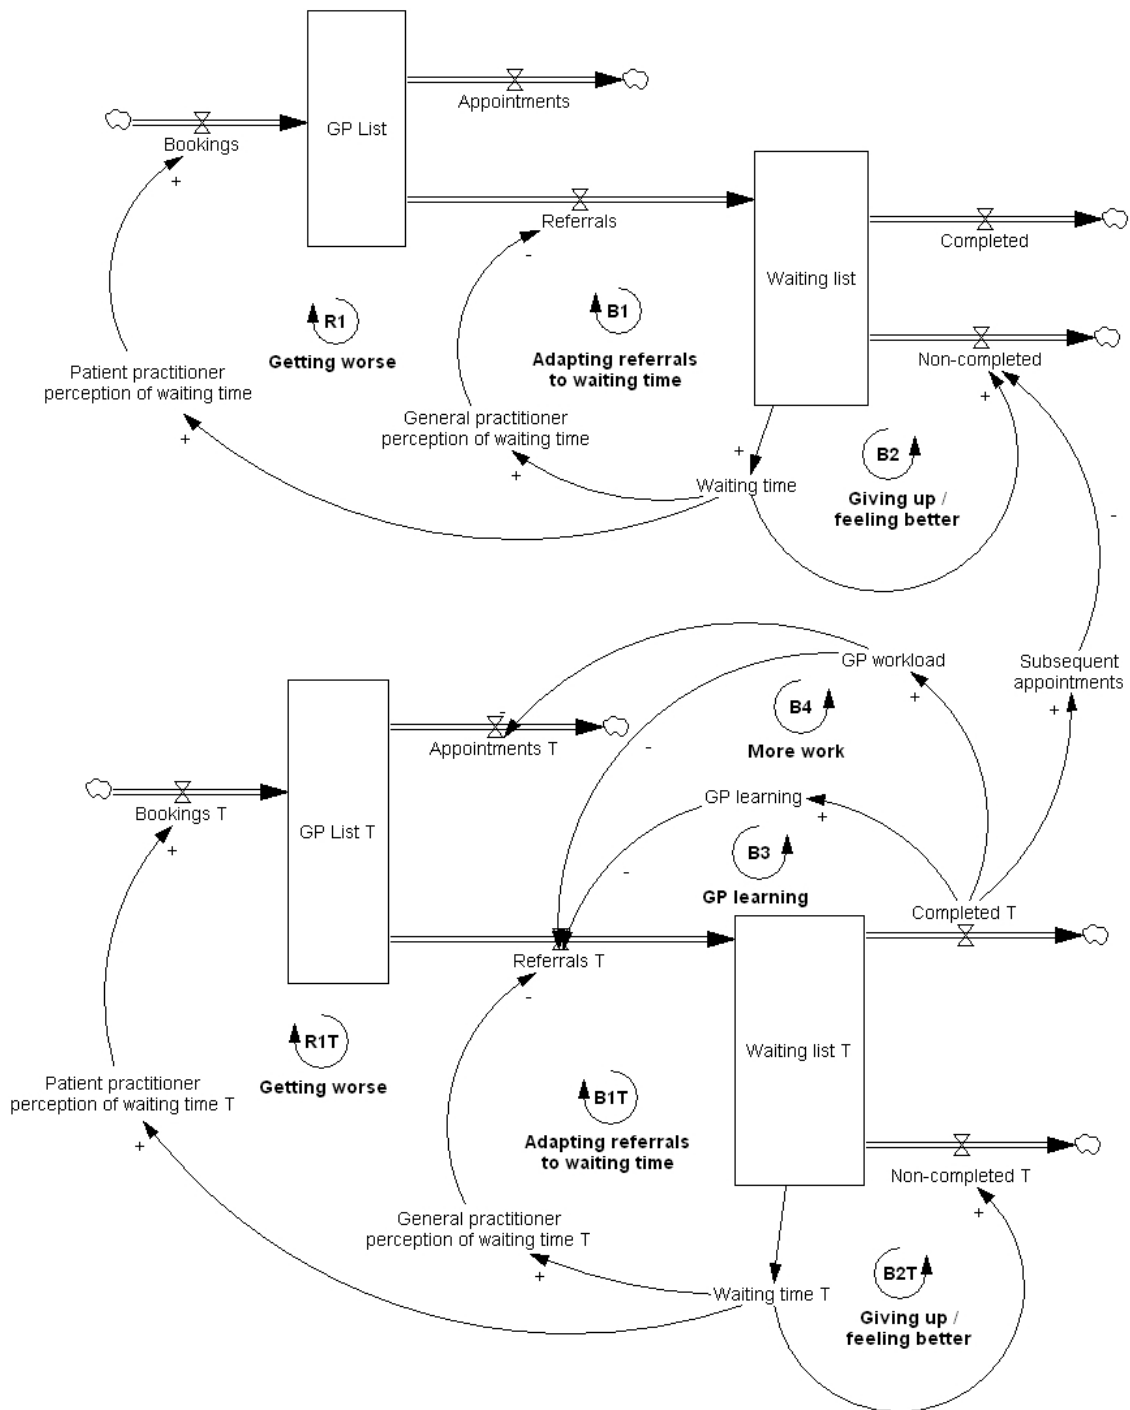 Appointments
GP List
Bookings
+
Referrals
-
Completed
Waiting list
Non-completed
+
R1
Getting worse
B1
Adapting referrals
to waiting time
Patient practitioner
perception of waiting time
+
General practitioner
perception of waiting time
+
+
Waiting time
B2
Giving up /
feeling better
-
GP workload
+
Subsequent
appointments
+
B4
More work
-
Appointments T
-
Bookings T
+
GP List T
GP learning
+
B3
GP learning
-
Completed T
Referrals T
-
R1T
Getting worse
Waiting list T
Patient practitioner
perception of waiting time T
+
B1T
Adapting referrals
to waiting time
Non-completed T
+
General practitioner
perception of waiting time T
+
Waiting time T
B2T
Giving up /
feeling better